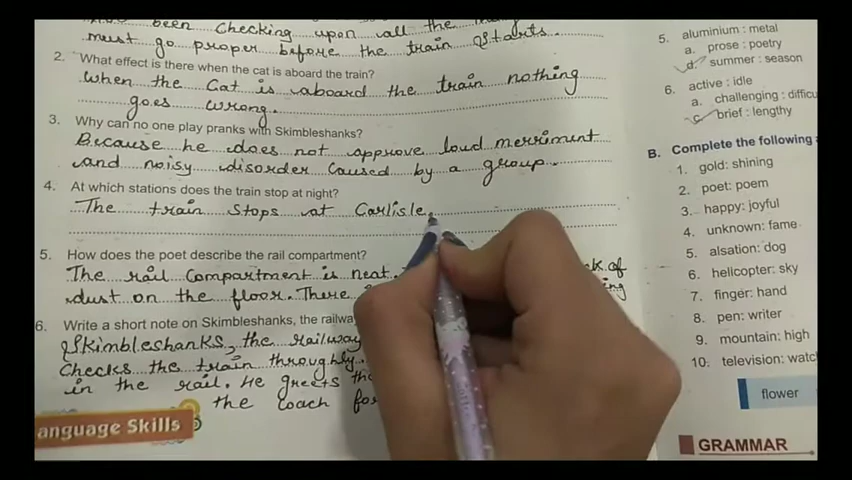 been Checking upon all the
must go proper before the train Starts.
2. What effect is there when the cat is aboard the train?
When the Cat is aboard the train nothing
goes wrong.
3. Why can no one play pranks with Skimbleshanks?
Because he does not approve loud merriment
and noisy disorder caused by a group.
4. At which stations does the train stop at night?
The train Stops at Carlisle.
5. How does the poet describe the rail compartment?
The rail Compartment is neat. of
dust on the floor. There
6. Write a short note on Skimbleshanks, the railway
Skimbleshanks, the railway
Checks the train throughly.
in the rail. He greets
the coach for
anguage Skills
5. aluminium : metal
a. prose : poetry
d. summer : season
6. active : idle
a. challenging : difficu
c. brief : lengthy
B. Complete the following a
1. gold: shining
2. poet: poem
3. happy: joyful
4. unknown: fame
5. alsation: dog
6. helicopter: sky
7. finger: hand
8. pen: writer
9. mountain: high
10. television: watc
flower
GRAMMAR